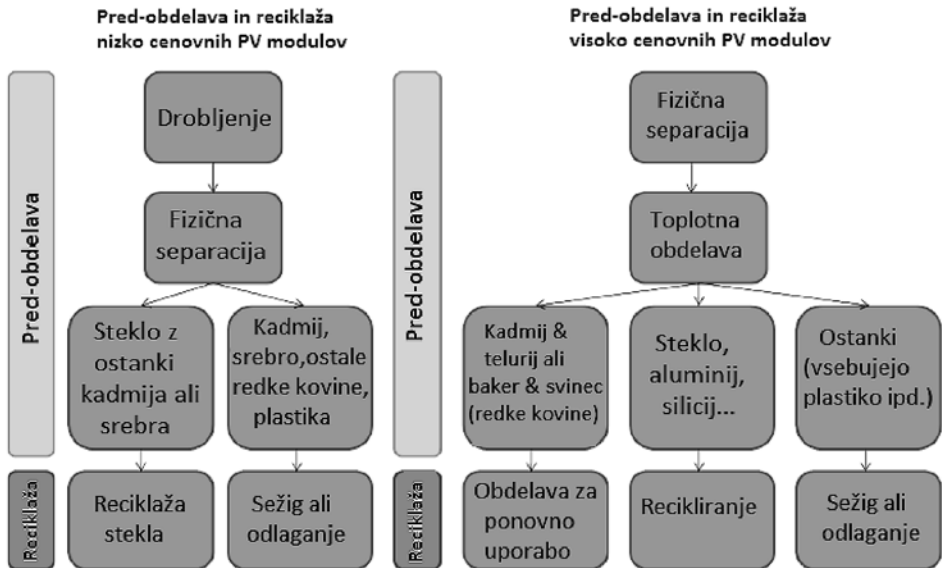 Pred-obdelava in reciklaža
nizko cenovnih PV modulov
Pred-obdelava
Drobljenje
Fizična
separacija
Steklo z
ostanki
kadmija ali
srebra
Kadmij,
srebro,ostale
redke kovine,
plastika
Reciklaža
Reciklaža
stekla
Sežig ali
odlaganje
Pred-obdelava in reciklaža
visoko cenovnih PV modulov
Pred-obdelava
Fizična
separacija
Toplotna
obdelava
Kadmij &
telurij ali
baker & svinec
(redke kovine)
Steklo,
aluminij,
silicij...
Ostanki
(vsebujejo
plastiko ipd.)
Reciklaža
Obdelava za
ponovno
uporabo
Recikliranje
Sežig ali
odlaganje